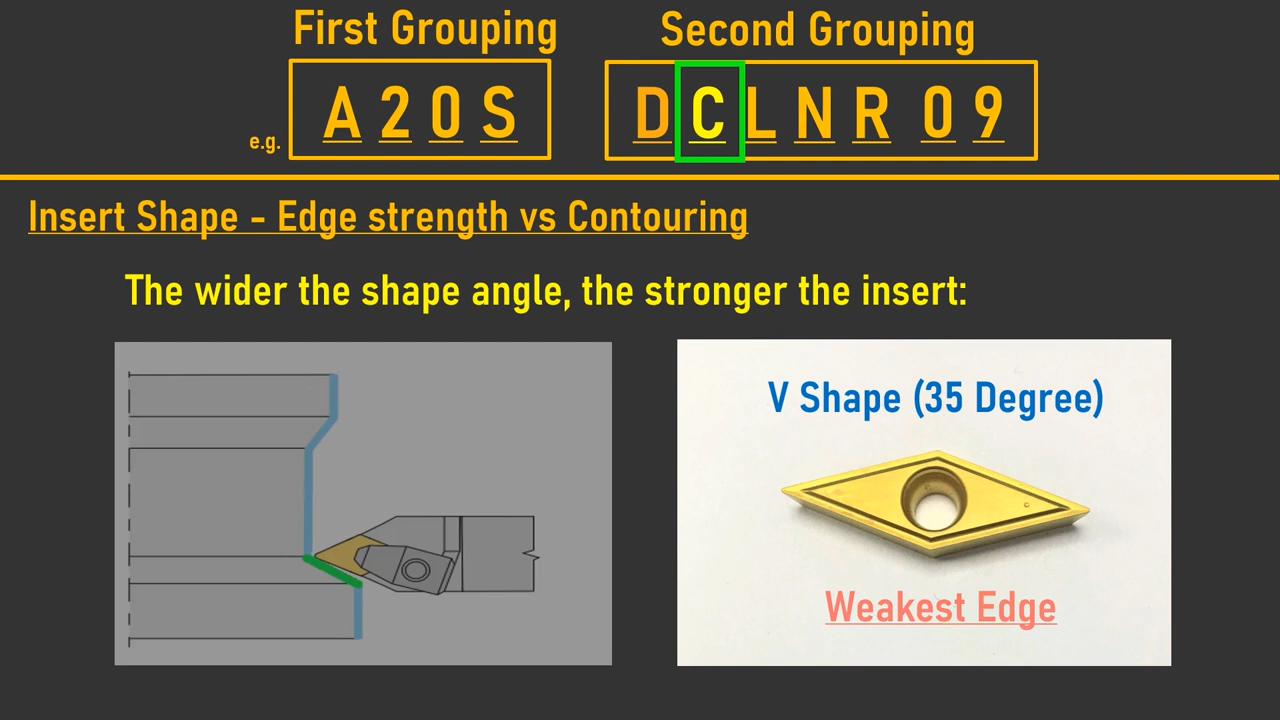 First Grouping Second Grouping
e.g. A 2 0 S D C L N R 0 9
Insert Shape - Edge strength vs Contouring
The wider the shape angle, the stronger the insert:
V Shape (35 Degree)
Weakest Edge